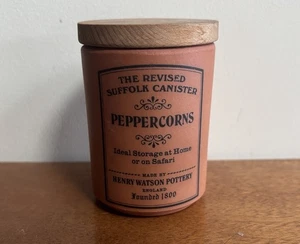 THE REVISED
SUFFOLK CANISTER
PEPPERCORNS
Ideal Storage at Home
or on Safari
MADE BY
HENRY WATSON POTTERY
ENGLAND
Founded 1800